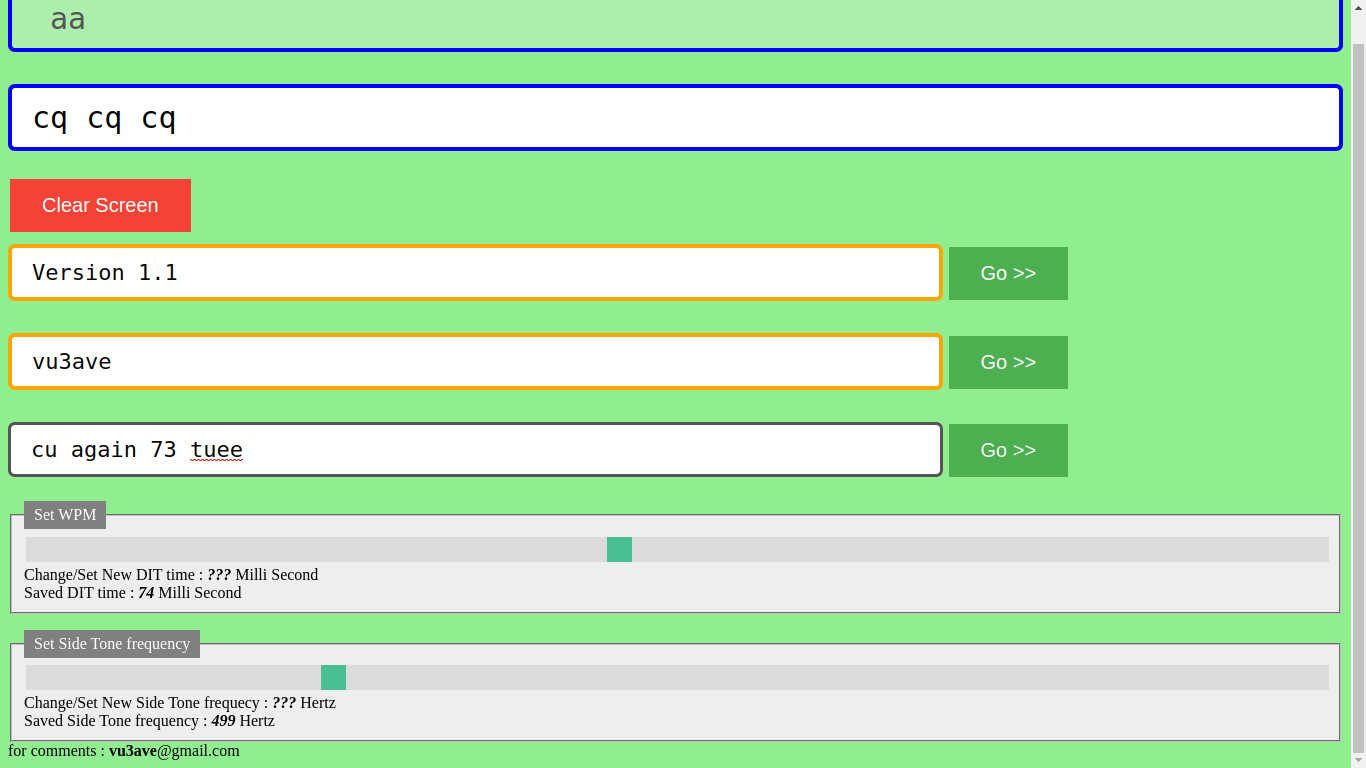 aa
cq cq cq
Clear Screen
Version 1.1
Go >>
vu3ave
Go >>
cu again 73 tuee
Go >>
Set WPM
Change/Set New DIT time : ??? Milli Second
Saved DIT time : 74 Milli Second
Set Side Tone frequency
Change/Set New Side Tone frequecy : ??? Hertz
Saved Side Tone frequency : 499 Hertz
for comments : vu3ave@gmail.com